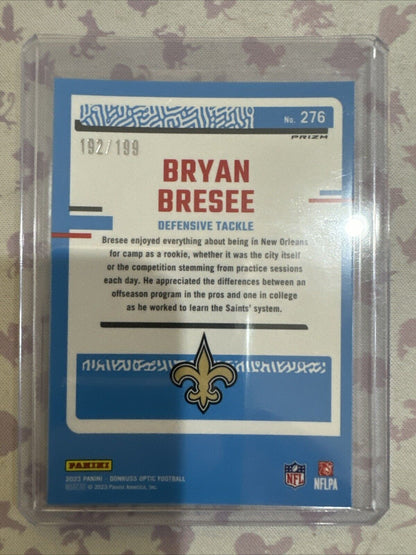 No. 276
PRIZM
192/199
BRYAN
BRESEE
DEFENSIVE TACKLE
Bresee enjoyed everything about being in New Orleans
for camp as a rookie, whether it was the city itself
or the competition stemming from practice sessions
each day. He appreciated the differences between an
offseason program in the pros and one in college
as he worked to learn the Saints' system.
PANINI
2023 PANINI - DONRUSS OPTIC FOOTBALL
© 2023 Panini America, Inc.
NFL
NFLPA